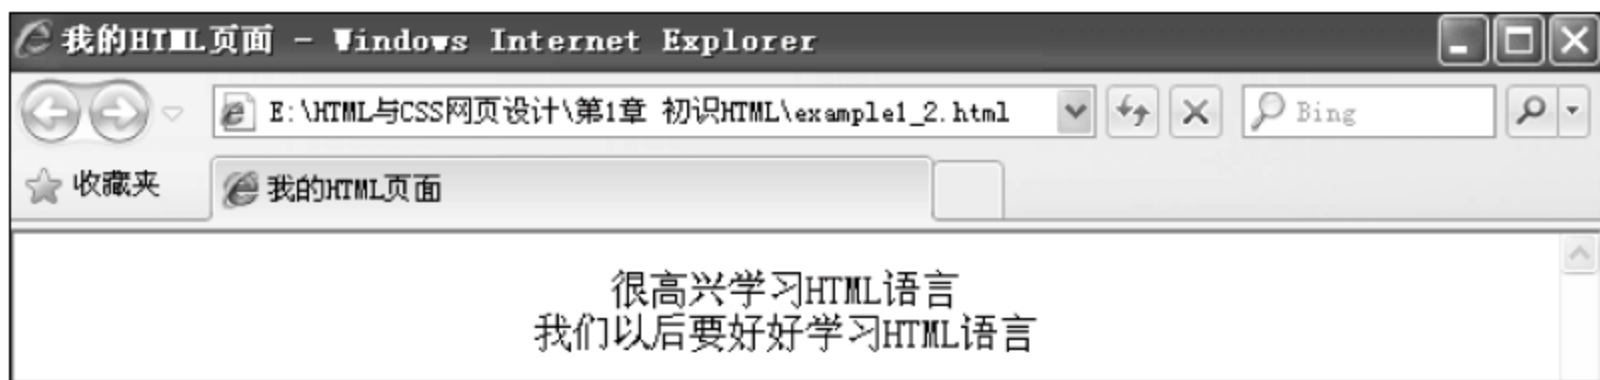 我的HTML页面 - Windows Internet Explorer
E:\HTML与CSS网页设计\第1章 初识HTML\example1_2.html
Bing
收藏夹
我的HTML页面
很高兴学习HTML语言
我们以后要好好学习HTML语言